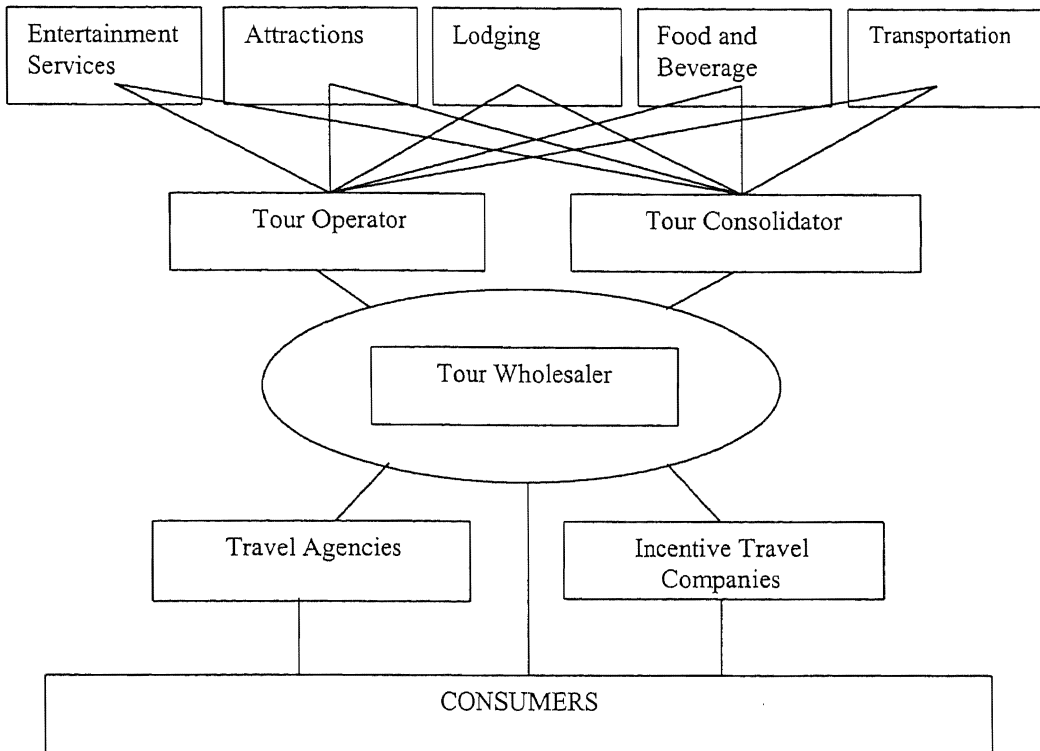 Entertainment
Services
Attractions
Lodging
Food and
Beverage
Transportation
Tour Operator
Tour Consolidator
Tour Wholesaler
Travel Agencies
Incentive Travel
Companies
CONSUMERS